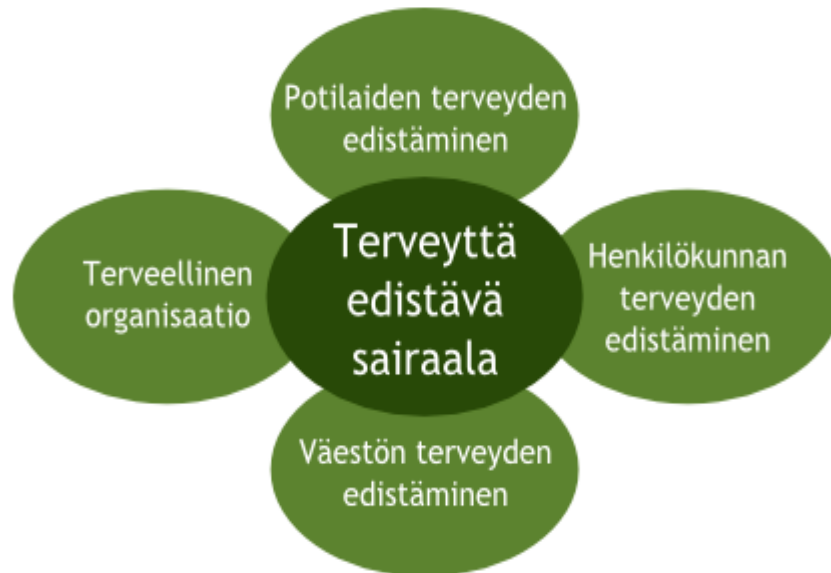 Potilaiden terveyden
edistäminen
Terveellinen
organisaatio
Terveyttä
edistävä
sairaala
Henkilökunnan
terveyden
edistäminen
Väestön terveyden
edistäminen